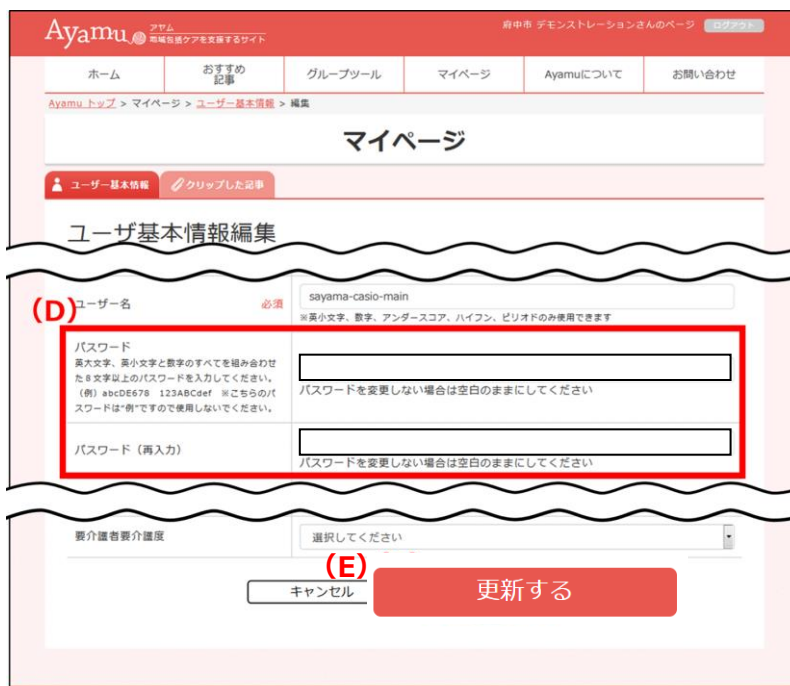 Ayamu アヤム 地域包括ケアを支援するサイト
府中市 デモンストレーションさんのページ ログアウト
ホーム おすすめ記事 グループツール マイページ Ayamuについて お問い合わせ
Ayamu トップ > マイページ > ユーザー基本情報 > 編集
マイページ
ユーザー基本情報 クリップした記事
ユーザ基本情報編集
(D)
ユーザー名 必須 sayama-casio-main
※英小文字、数字、アンダースコア、ハイフン、ピリオドのみ使用できます
パスワード
英大文字、英小文字と数字のすべてを組み合わせ
た８文字以上のパスワードを入力してください。
（例）abcDE678 123ABCdef ※こちらのパ
スワードは"例"ですので使用しないでください。
パスワードを変更しない場合は空白のままにしてください
パスワード（再入力）
パスワードを変更しない場合は空白のままにしてください
要介護者要介護度 選択してください
(E)
キャンセル 更新する